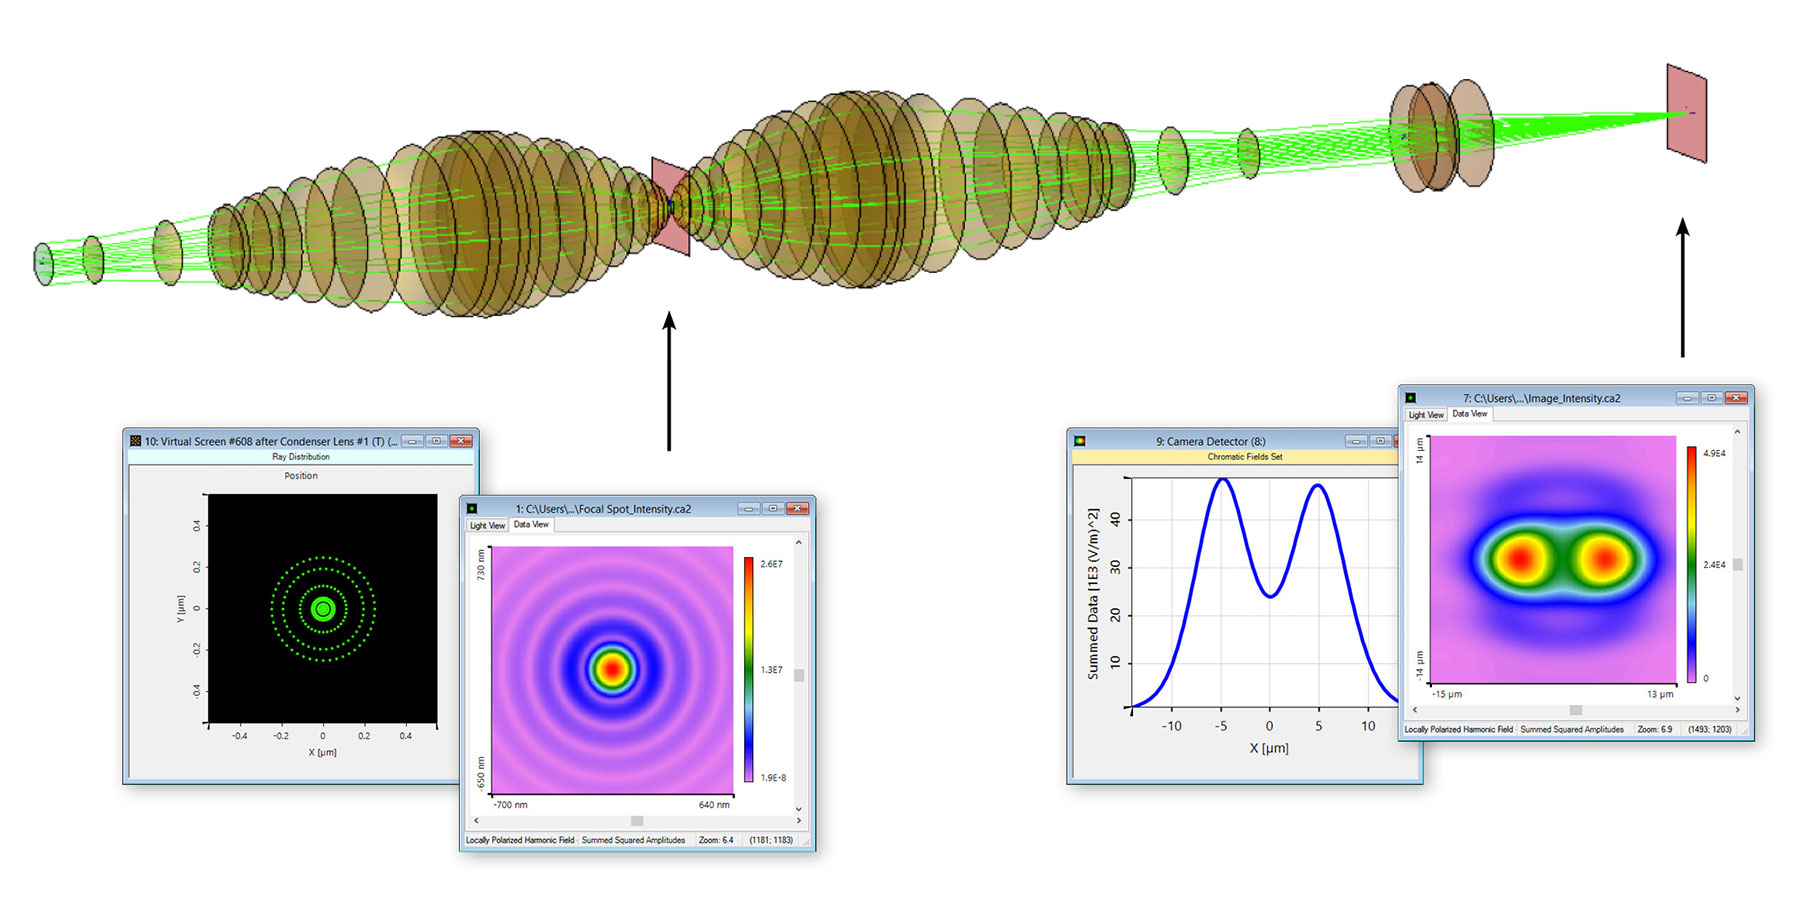 10: Virtual Screen #608 after Condenser Lens #1 (T) (...
Ray Distribution
Position
Y [µm]
0.4
0.2
0
-0.2
-0.4
-0.4
-0.2
0
0.2
0.4
X [µm]
1: C:\Users\...\Focal Spot_Intensity.ca2
Light View
Data View
730 nm
-650 nm
-700 nm
640 nm
2.6E7
1.3E7
1.9E-8
Locally Polarized Harmonic Field
Summed Squared Amplitudes
Zoom: 6.4
(1181; 1183)
9: Camera Detector (8:)
Chromatic Fields Set
Summed Data [1E3 (V/m)^2]
40
30
20
10
-10
-5
0
5
10
X [µm]
7: C:\Users\...\Image_Intensity.ca2
Light View
Data View
14 µm
-14 µm
-15 µm
13 µm
4.9E4
2.4E4
0
Locally Polarized Harmonic Field
Summed Squared Amplitudes
Zoom: 6.9
(1493; 1203)